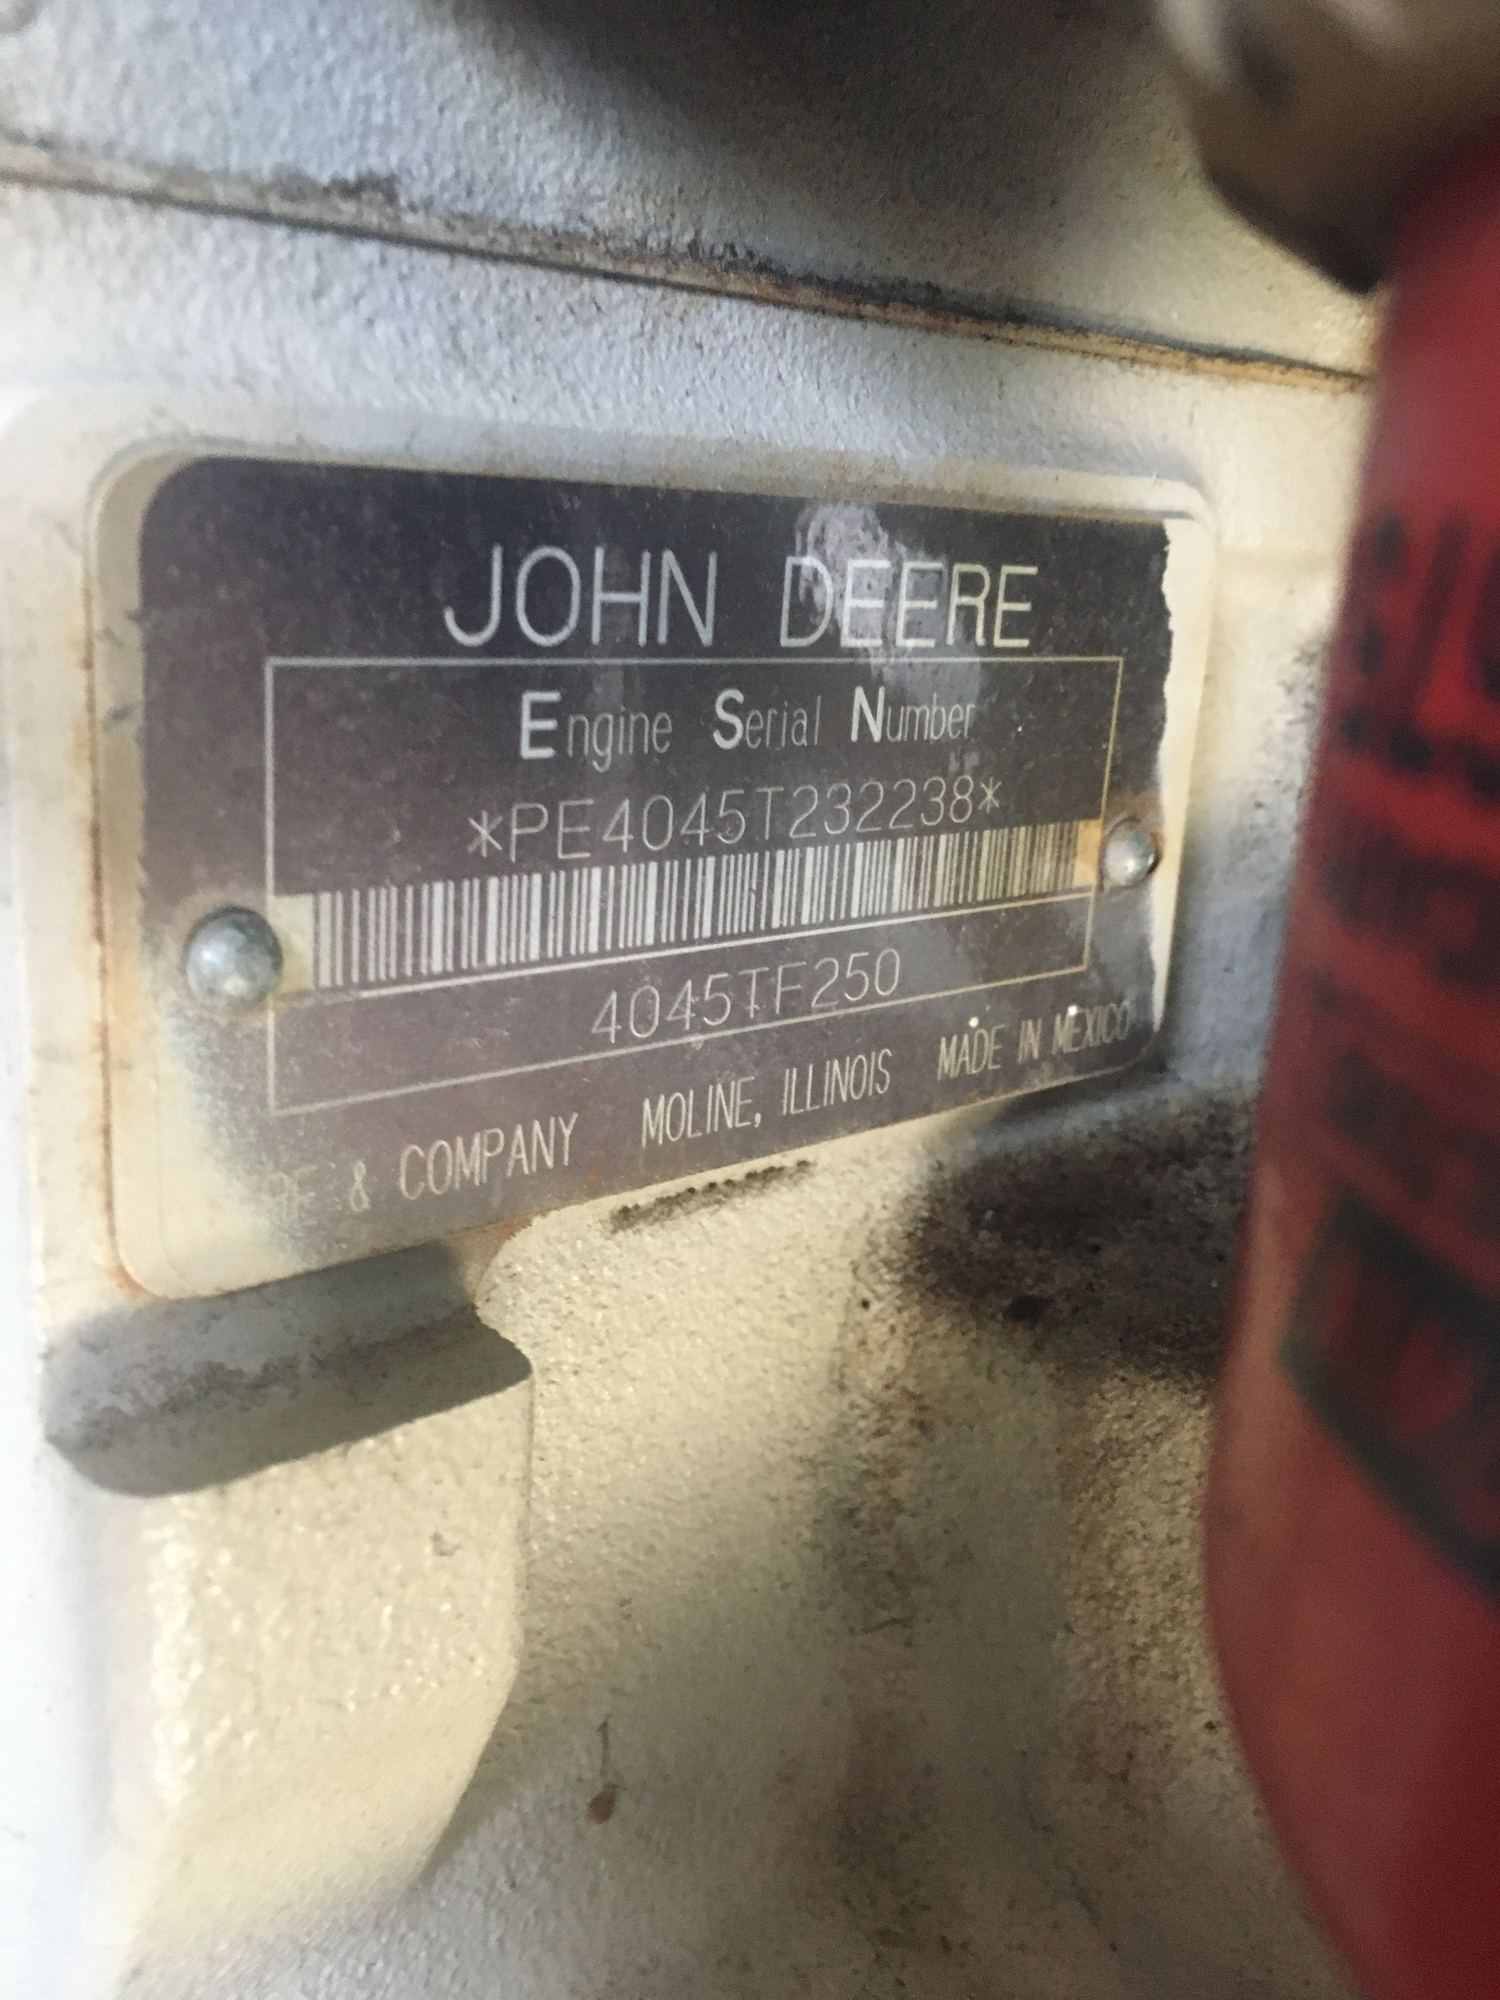 JOHN DEERE
Engine Serial Number
*PE4045T232238*
4045TF250
& COMPANY MOLINE, ILLINOIS MADE IN MEXICO